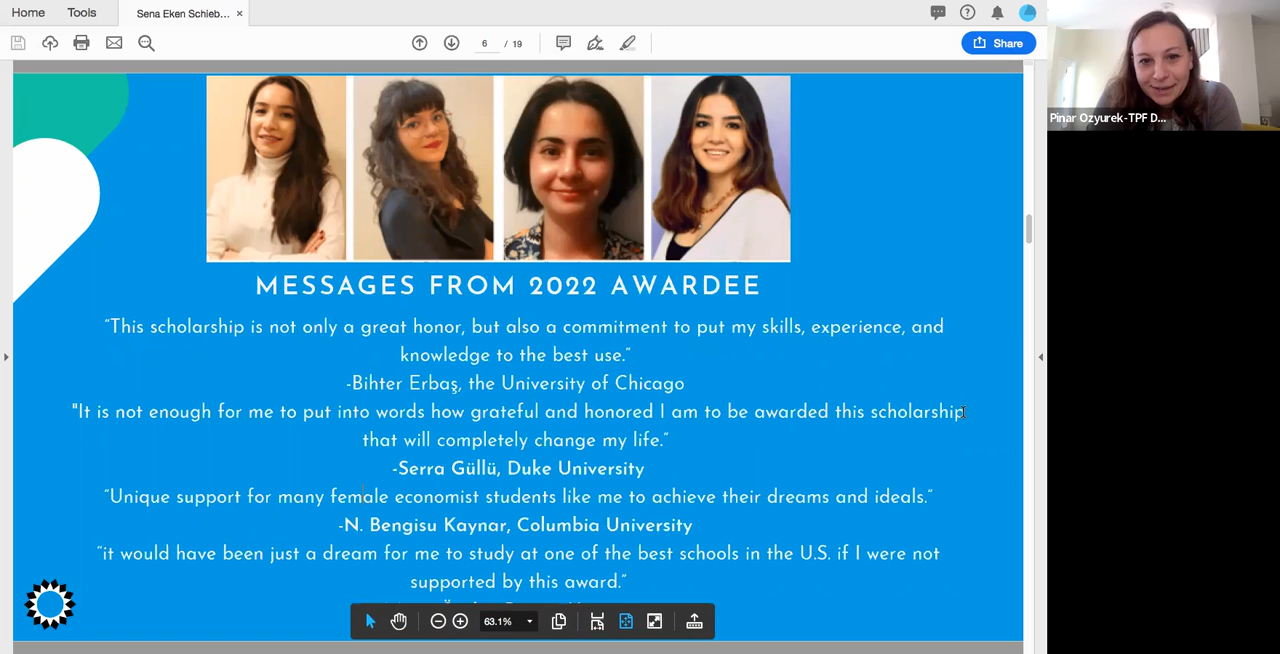 Home
Tools
Sena Eken Schieb... ×
6 / 19
Share
Pinar Ozyurek-TPF D...
MESSAGES FROM 2022 AWARDEE
“This scholarship is not only a great honor, but also a commitment to put my skills, experience, and
knowledge to the best use.”
-Bihter Erbaş, the University of Chicago
"It is not enough for me to put into words how grateful and honored I am to be awarded this scholarship
that will completely change my life.”
-Serra Güllü, Duke University
“Unique support for many female economist students like me to achieve their dreams and ideals.”
-N. Bengisu Kaynar, Columbia University
“it would have been just a dream for me to study at one of the best schools in the U.S. if I were not
supported by this award.”
63.1%